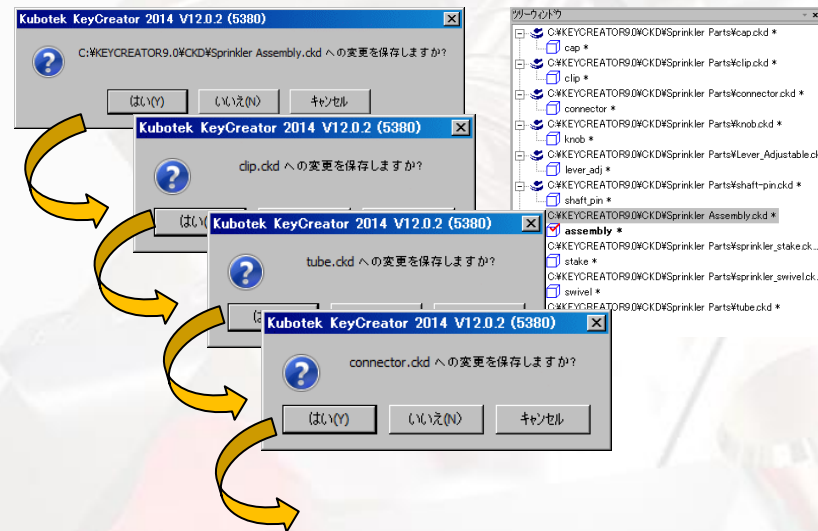 Kubotek KeyCreator 2014 V12.0.2 (5380)
C:¥KEYCREATOR9.0¥CKD¥Sprinkler Assembly.ckd への変更を保存しますか?
はい(Y) いいえ(N) キャンセル
Kubotek KeyCreator 2014 V12.0.2 (5380)
clip.ckd への変更を保存しますか?
はい(
Kubotek KeyCreator 2014 V12.0.2 (5380)
tube.ckd への変更を保存しますか?
Kubotek KeyCreator 2014 V12.0.2 (5380)
connector.ckd への変更を保存しますか?
はい(Y) いいえ(N) キャンセル
ツリーウィンドウ
C:¥KEYCREATOR9.0¥CKD¥Sprinkler Parts¥cap.ckd *
cap *
C:¥KEYCREATOR9.0¥CKD¥Sprinkler Parts¥clip.ckd *
clip *
C:¥KEYCREATOR9.0¥CKD¥Sprinkler Parts¥connector.ckd *
connector *
C:¥KEYCREATOR9.0¥CKD¥Sprinkler Parts¥knob.ckd *
knob *
C:¥KEYCREATOR9.0¥CKD¥Sprinkler Parts¥Lever_Adjustable.ck
lever_adj *
C:¥KEYCREATOR9.0¥CKD¥Sprinkler Parts¥shaft-pin.ckd *
shaft_pin *
C:¥KEYCREATOR9.0¥CKD¥Sprinkler Assembly.ckd *
assembly *
C:¥KEYCREATOR9.0¥CKD¥Sprinkler Parts¥sprinkler_stake.ck...
stake *
C:¥KEYCREATOR9.0¥CKD¥Sprinkler Parts¥sprinkler_swivel.ck...
swivel *
C:¥KEYCREATOR9.0¥CKD¥Sprinkler Parts¥tube.ckd *